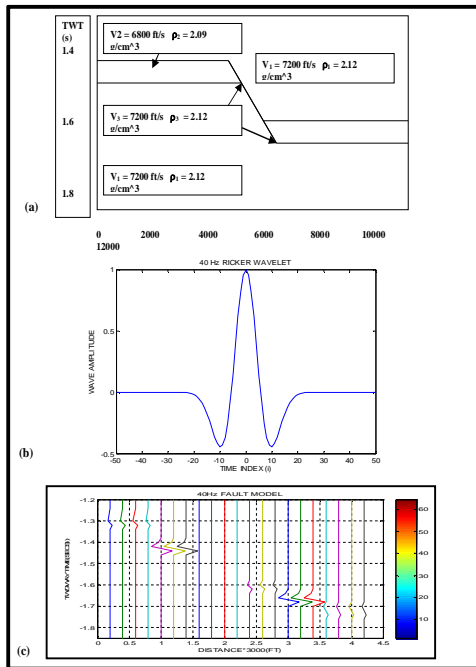 (a)
TWT
(s)
1.4
1.6
1.8
V2 = 6800 ft/s ρ₂ = 2.09
g/cm^3
V₁ = 7200 ft/s ρ₁ = 2.12
g/cm^3
V₃ = 7200 ft/s ρ₃ = 2.12
g/cm^3
V₁ = 7200 ft/s ρ₁ = 2.12
g/cm^3
0 2000 4000 6000 8000 10000
12000
40 HZ RICKER WAVELET
WAVE AMPLITUDE
1
0.5
0
-0.5
-50 -40 -30 -20 -10 0 10 20 30 40 50
TIME INDEX (i)
(b)
40Hz FAULT MODEL
-1.2
-1.3
-1.4
-1.5
-1.6
-1.7
-1.8
0 0.5 1 1.5 2 2.5 3 3.5 4 4.5
DISTANCE*3000(FT)
60
50
40
30
20
10
(c)